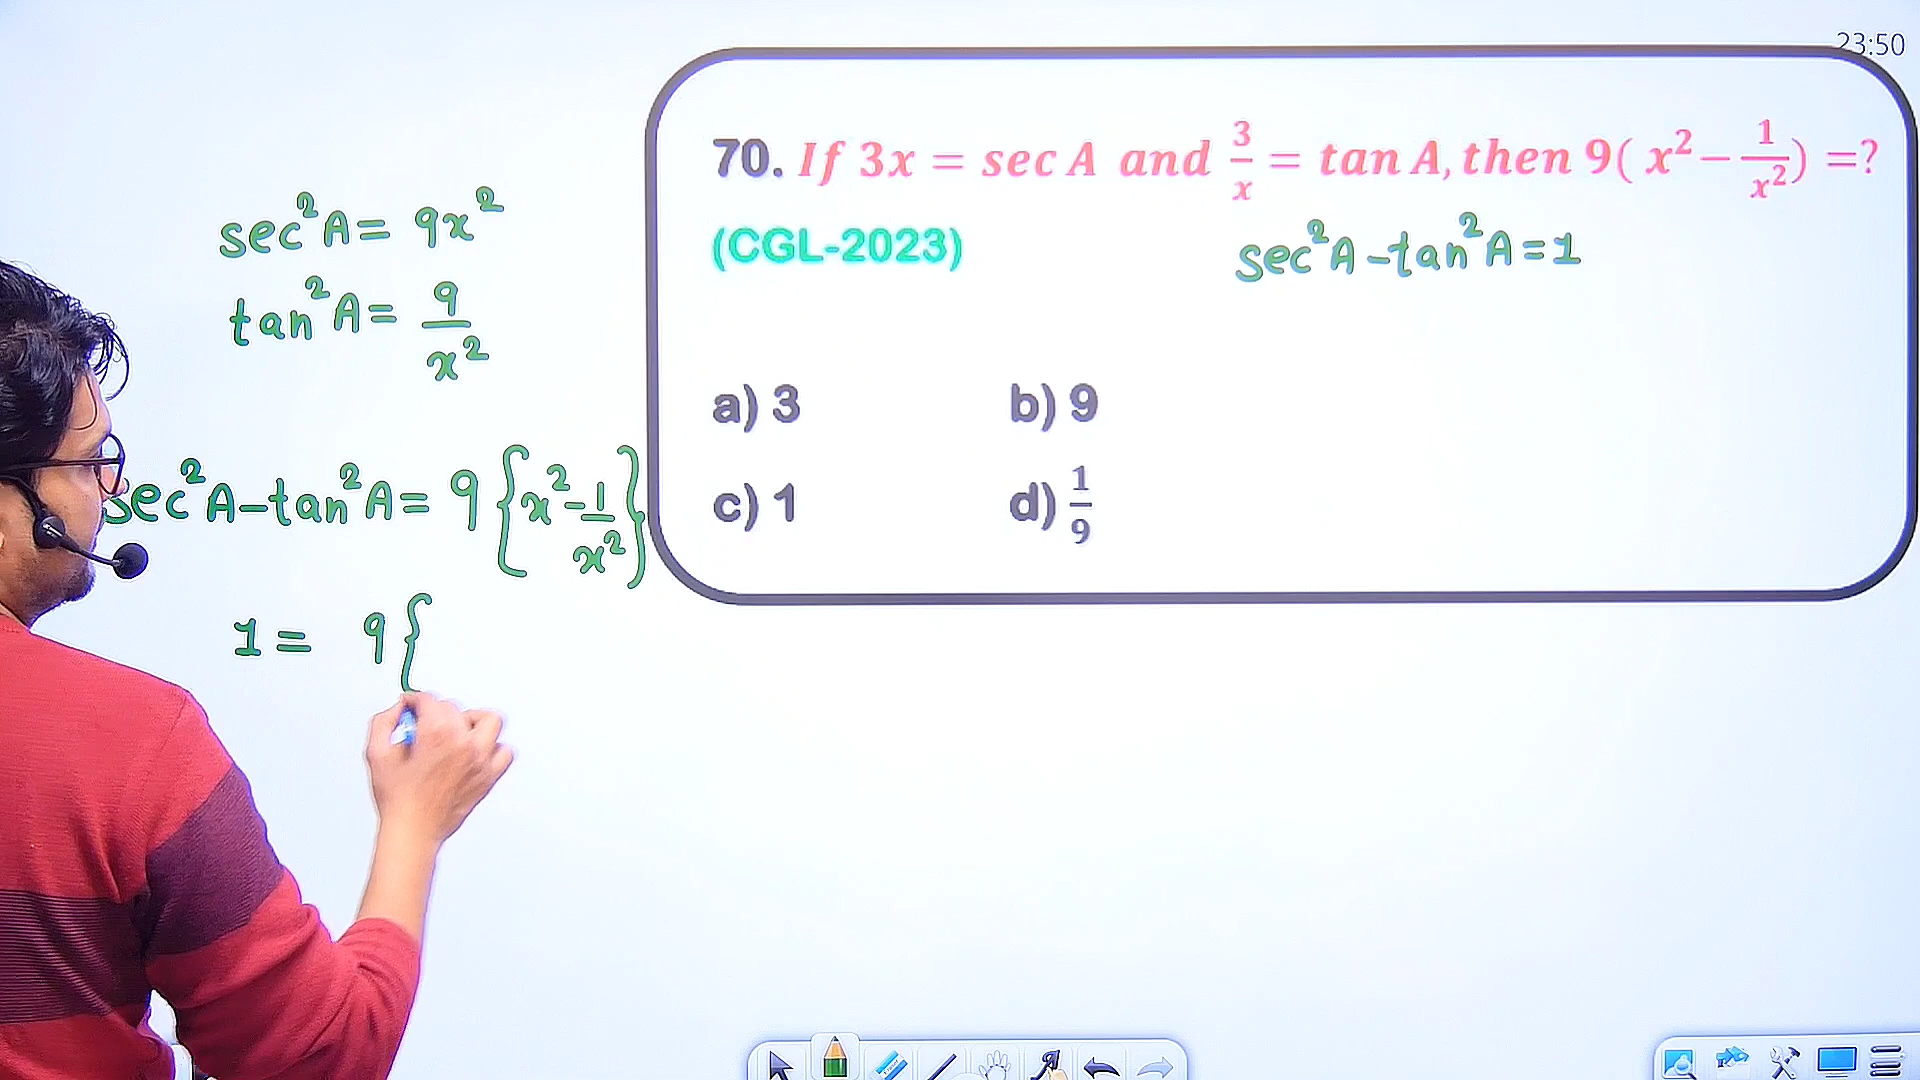 23:50
70. If 3x = sec A and 3/x = tan A, then 9( x² − 1/x²) =?
(CGL-2023)
sec²A - tan²A = 1
a) 3
b) 9
c) 1
d) 1/9
sec²A = 9x²
tan²A = 9/x²
sec²A - tan²A = 9 { x² - 1/x² }
1 = 9 {